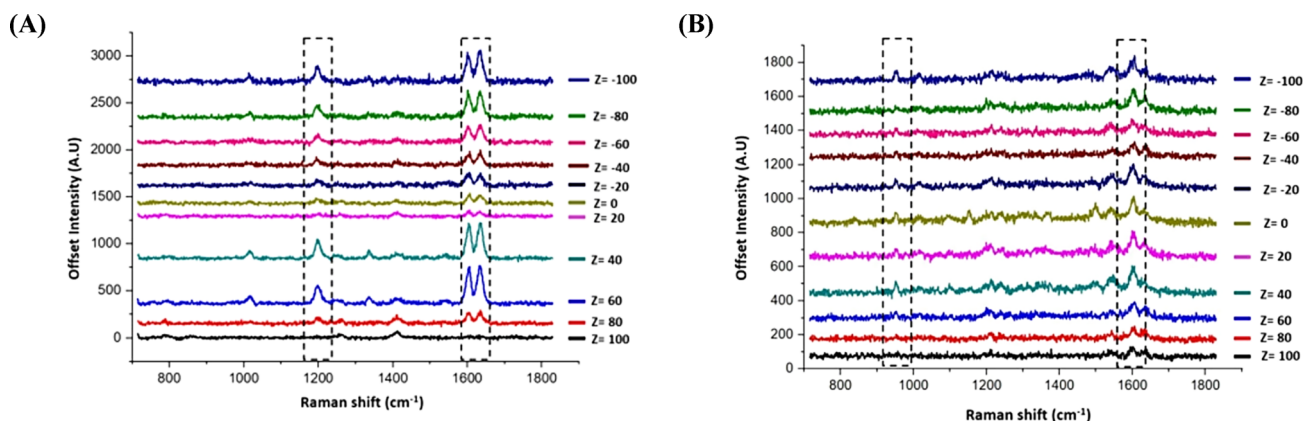 (A)
Offset Intensity (A.U)
3000
2500
2000
1500
1000
500
0
800 1000 1200 1400 1600 1800
Raman shift (cm⁻¹)
Z= -100
Z= -80
Z= -60
Z= -40
Z= -20
Z= 0
Z= 20
Z= 40
Z= 60
Z= 80
Z= 100
(B)
Offset Intensity (A.U)
1800
1600
1400
1200
1000
800
600
400
200
0
800 1000 1200 1400 1600 1800
Raman shift (cm⁻¹)
Z= -100
Z= -80
Z= -60
Z= -40
Z= -20
Z= 0
Z= 20
Z= 40
Z= 60
Z= 80
Z= 100